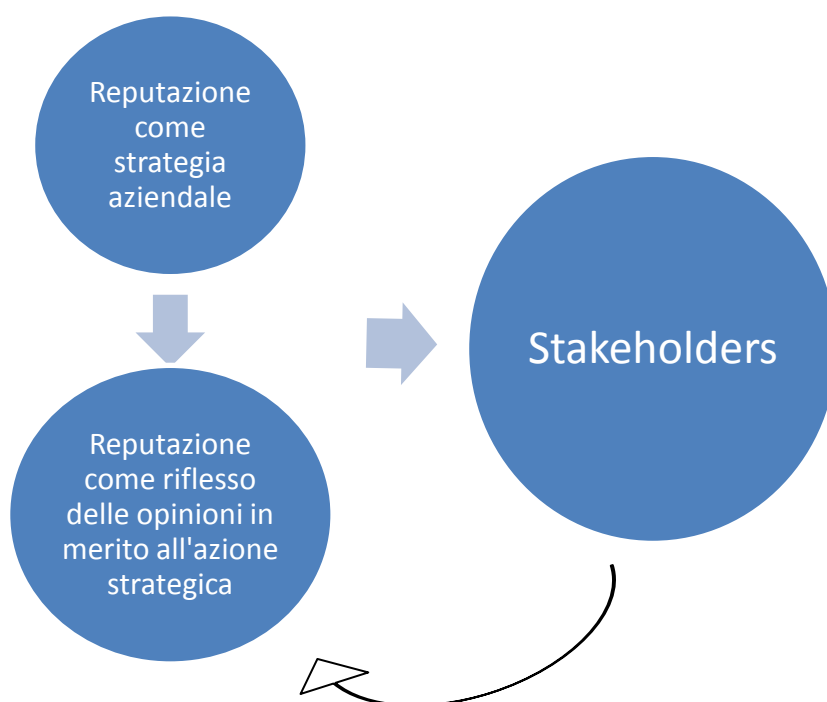 Reputazione
come
strategia
aziendale
Stakeholders
Reputazione
come riflesso
delle opinioni in
merito all'azione
strategica